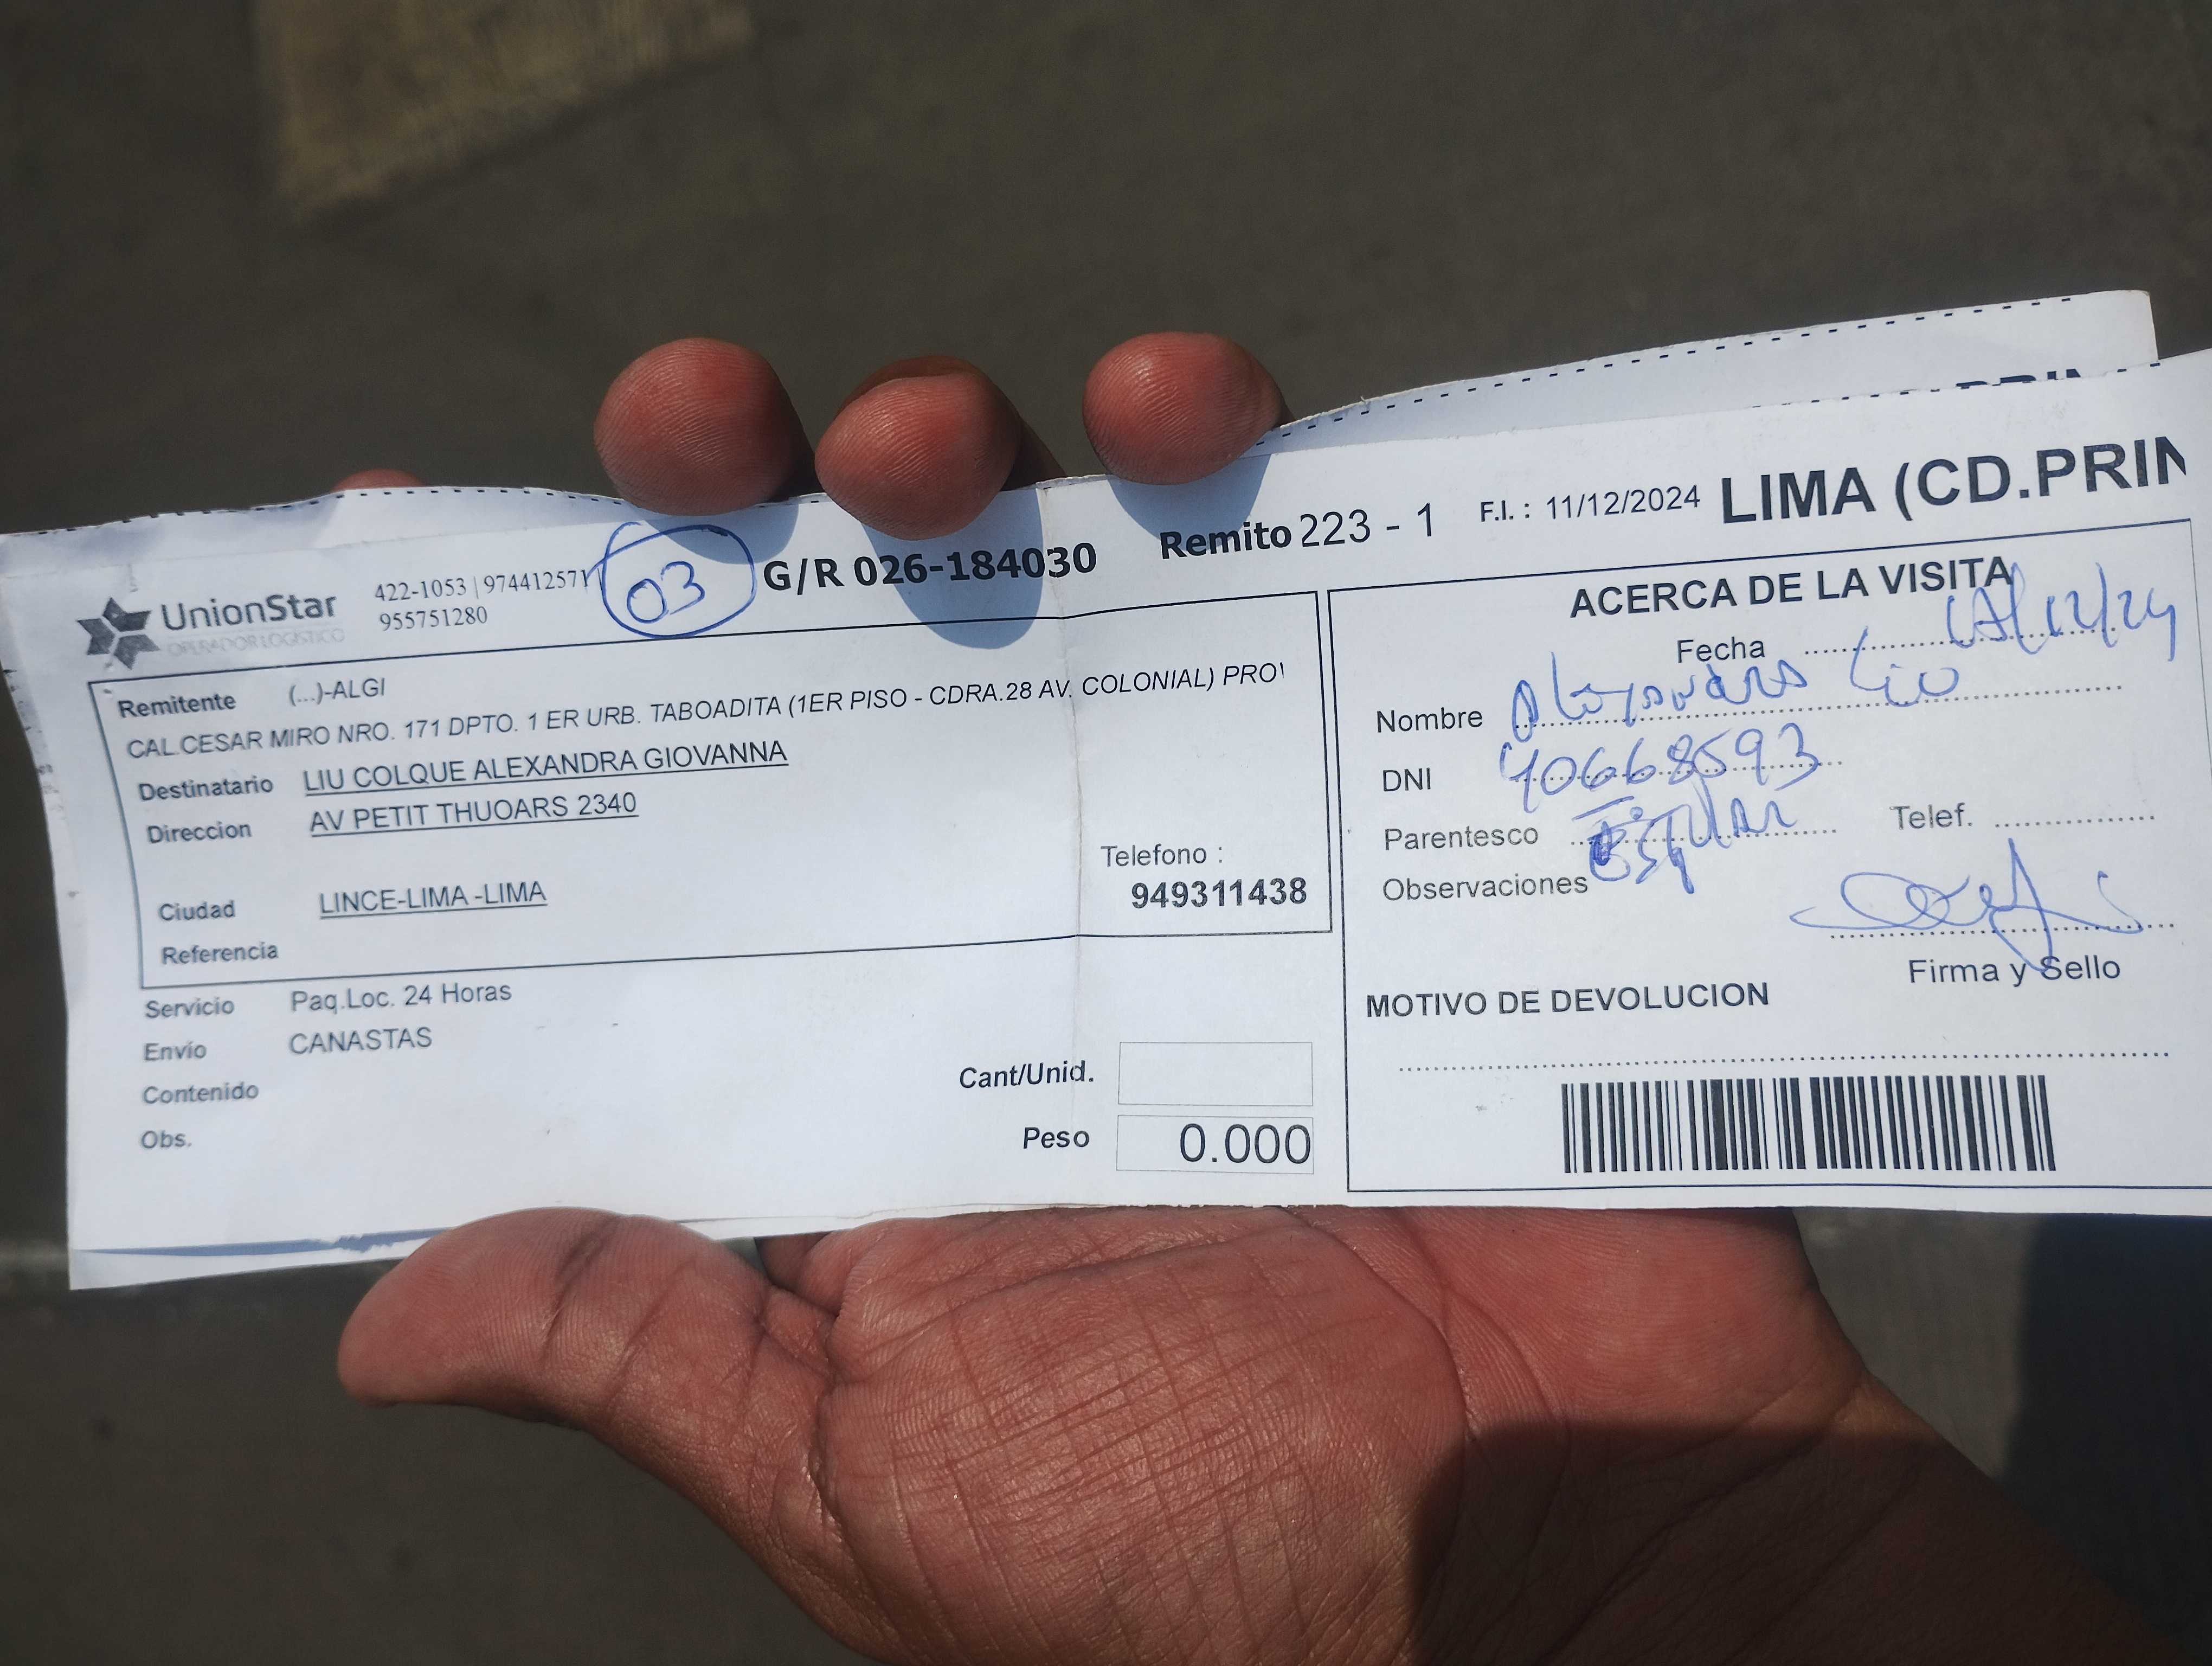 UnionStar
OPERADOR LOGISTICO
422-1053 | 974412571
955751280
03
G/R 026-184030
Remito 223 - 1
F.I. : 11/12/2024
LIMA (CD.PRIN
Remitente (...)-ALGI
CAL.CESAR MIRO NRO. 171 DPTO. 1 ER URB. TABOADITA (1ER PISO - CDRA.28 AV. COLONIAL) PRO
Destinatario LIU COLQUE ALEXANDRA GIOVANNA
Direccion AV PETIT THUOARS 2340
Telefono :
949311438
Ciudad LINCE-LIMA -LIMA
Referencia
Servicio Paq.Loc. 24 Horas
Envío CANASTAS
Contenido
Obs.
Cant/Unid.
Peso 0.000
ACERCA DE LA VISITA
Fecha
Nombre Liu
DNI 40668593
Parentesco Telef.
Observaciones
Firma y Sello
MOTIVO DE DEVOLUCION